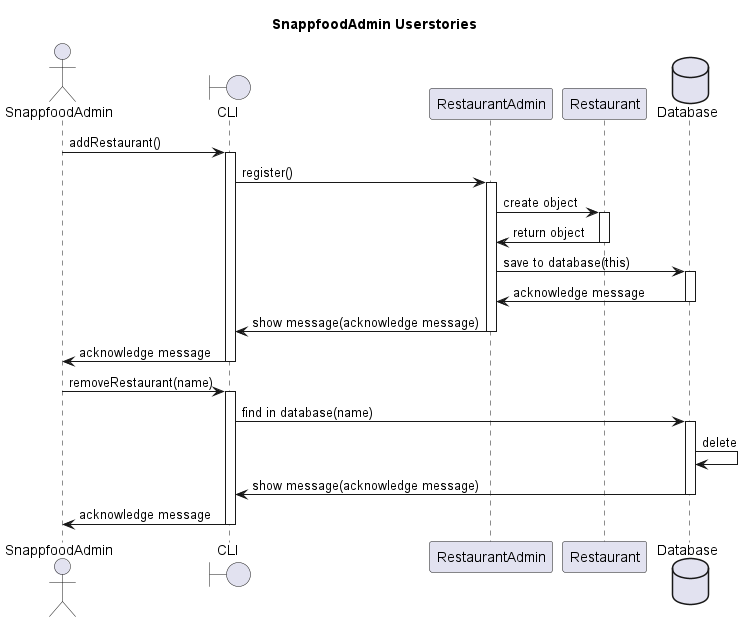 SnappfoodAdmin Userstories
SnappfoodAdmin
CLI
RestaurantAdmin
Restaurant
Database
addRestaurant()
register()
create object
return object
save to database(this)
acknowledge message
show message(acknowledge message)
acknowledge message
removeRestaurant(name)
find in database(name)
delete
show message(acknowledge message)
acknowledge message
SnappfoodAdmin
CLI
RestaurantAdmin
Restaurant
Database